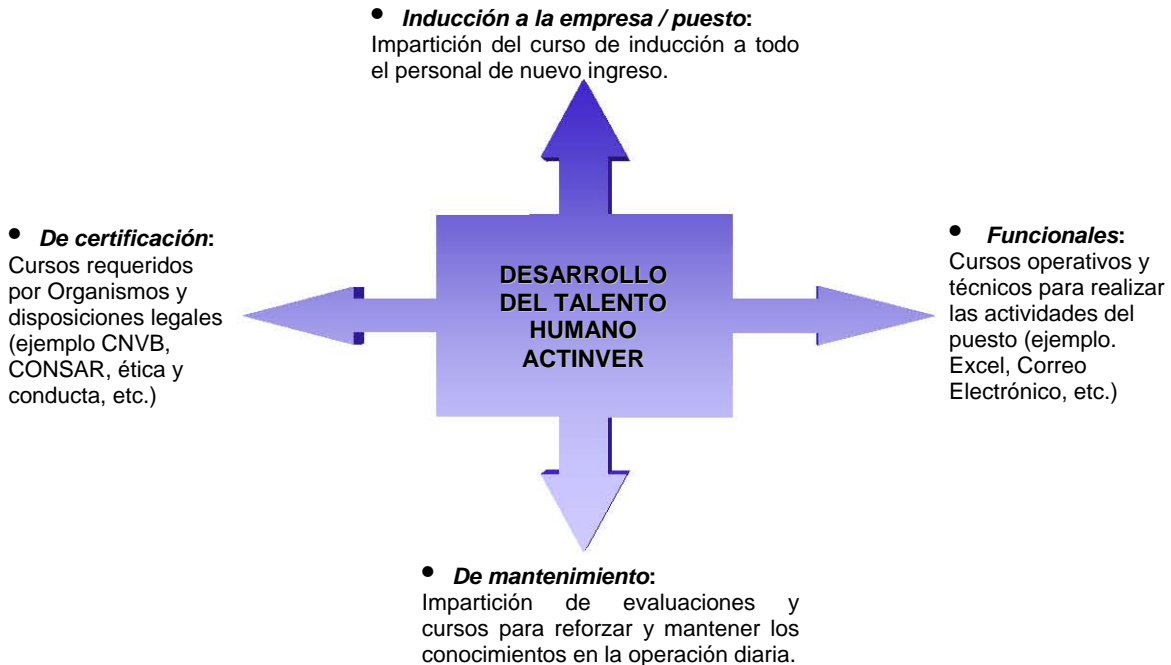 • Inducción a la empresa / puesto:
Impartición del curso de inducción a todo
el personal de nuevo ingreso.
• De certificación:
Cursos requeridos
por Organismos y
disposiciones legales
(ejemplo CNVB,
CONSAR, ética y
conducta, etc.)
DESARROLLO
DEL TALENTO
HUMANO
ACTINVER
• Funcionales:
Cursos operativos y
técnicos para realizar
las actividades del
puesto (ejemplo.
Excel, Correo
Electrónico, etc.)
• De mantenimiento:
Impartición de evaluaciones y
cursos para reforzar y mantener los
conocimientos en la operación diaria.